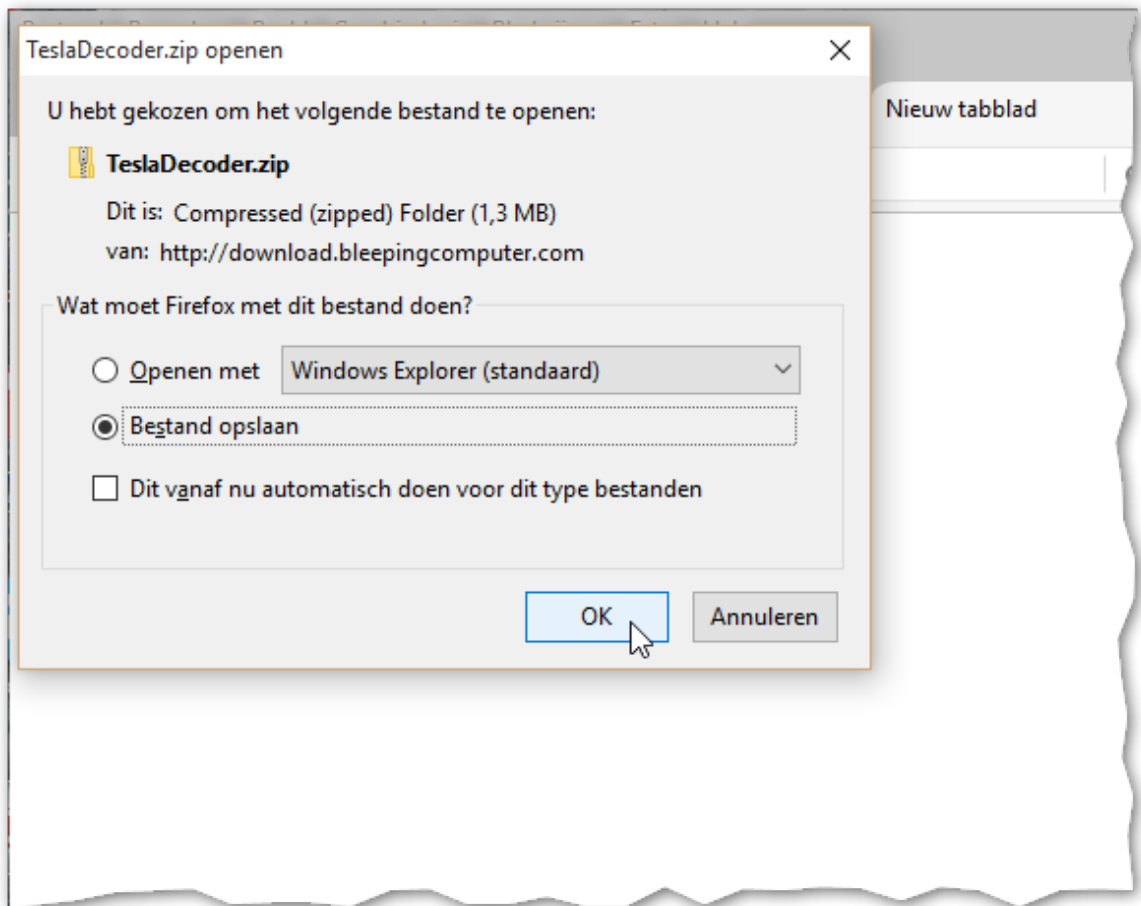 TeslaDecoder.zip openen
Nieuw tabblad
U hebt gekozen om het volgende bestand te openen:
TeslaDecoder.zip
Dit is: Compressed (zipped) Folder (1,3 MB)
van: http://download.bleepingcomputer.com
Wat moet Firefox met dit bestand doen?
Openen met Windows Explorer (standaard)
Bestand opslaan
Dit vanaf nu automatisch doen voor dit type bestanden
OK Annuleren